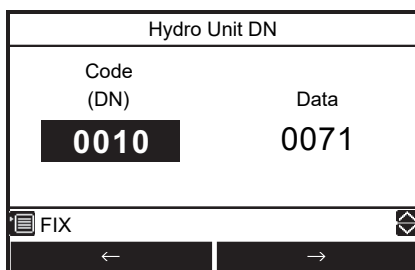 Hydro Unit DN
Code
(DN) Data
0010 0071
FIX
← →